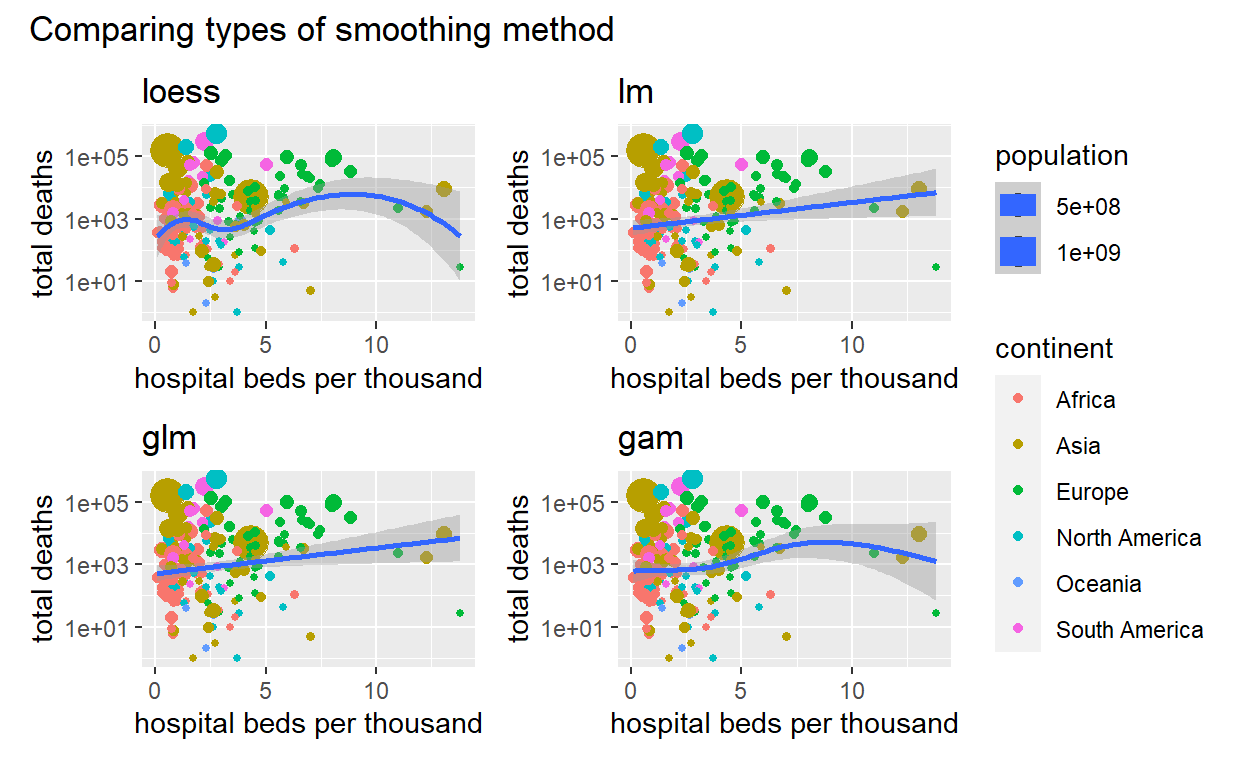 Comparing types of smoothing method
loess
1e+05
1e+03
1e+01
total deaths
0 5 10
hospital beds per thousand
lm
1e+05
1e+03
1e+01
total deaths
0 5 10
hospital beds per thousand
glm
1e+05
1e+03
1e+01
total deaths
0 5 10
hospital beds per thousand
gam
1e+05
1e+03
1e+01
total deaths
0 5 10
hospital beds per thousand
population
5e+08
1e+09
continent
Africa
Asia
Europe
North America
Oceania
South America